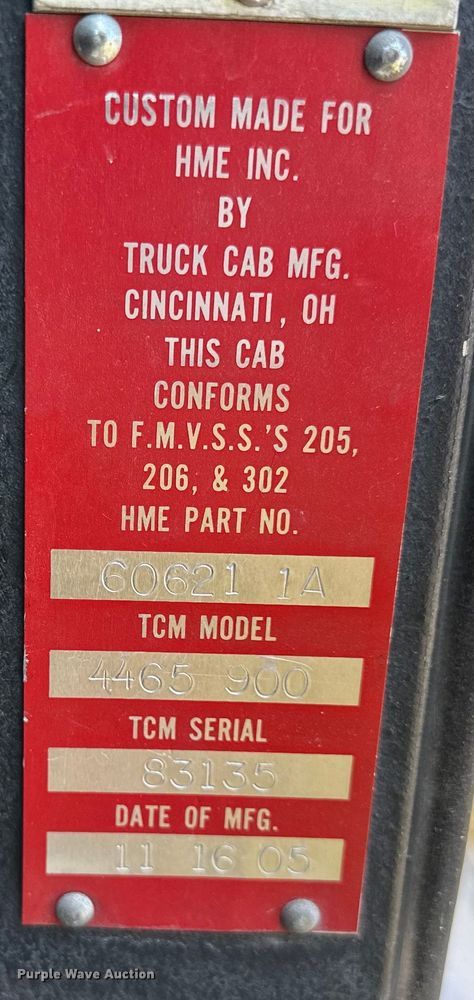 CUSTOM MADE FOR
HME INC.
BY
TRUCK CAB MFG.
CINCINNATI, OH
THIS CAB
CONFORMS
TO F.M.V.S.S.'S 205,
206, & 302
HME PART NO.
60621 1A
TCM MODEL
4465 900
TCM SERIAL
83135
DATE OF MFG.
11 16 05
Purple Wave Auction